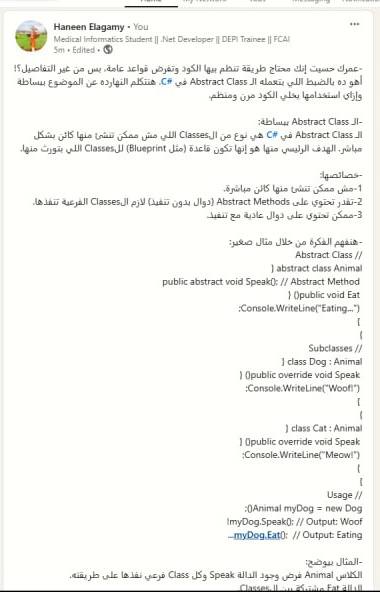 Haneen Elagamy • You
Medical Informatics Student || .Net Developer || DEPI Trainee || FCAI
5m • Edited •
-عمرك حسيت إنك محتاج طريقة تنظم بيها الكود وتفرض قواعد عامة، بس من غير التفاصيل؟!
أهو ده بالضبط اللي بتعمله الـ Abstract Class في C#. هنتكلم النهارده عن الموضوع ببساطة
وإزاي استخدامها يخلي الكود مرن ومنظم.
-الـ Abstract Class ببساطة:
الـ Abstract Class في C# هي نوع من الـClasses اللي مش ممكن تنشئ منها كائن بشكل
مباشر. الهدف الرئيسي منها هو إنها تكون قاعدة (مثل Blueprint) للـClasses اللي بتورث منها.
-خصائصها:
1-مش ممكن تنشئ منها كائن مباشرة.
2-تقدر تحتوي على Abstract Methods (دوال بدون تنفيذ) لازم الـClasses الفرعية تنفذها.
3-ممكن تحتوي على دوال عادية مع تنفيذ.
-هنفهم الفكرة من خلال مثال صغير:
Abstract Class //
} abstract class Animal
public abstract void Speak(); // Abstract Method
} ()public void Eat
:Console.WriteLine("Eating...")
{
{
Subclasses //
} class Dog : Animal
} ()public override void Speak
:Console.WriteLine("Woof!")
{
{
} class Cat : Animal
} ()public override void Speak
:Console.WriteLine("Meow!")
{
{
Usage //
;()Animal myDog = new Dog
!myDog.Speak(); // Output: Woof
...myDog.Eat(); // Output: Eating
-المثال بيوضح:
الكلاس Animal فرض وجود الدالة Speak وكل Class فرعي نفذها على طريقته.
الدالة Eat مشتركة بين الـClasses.